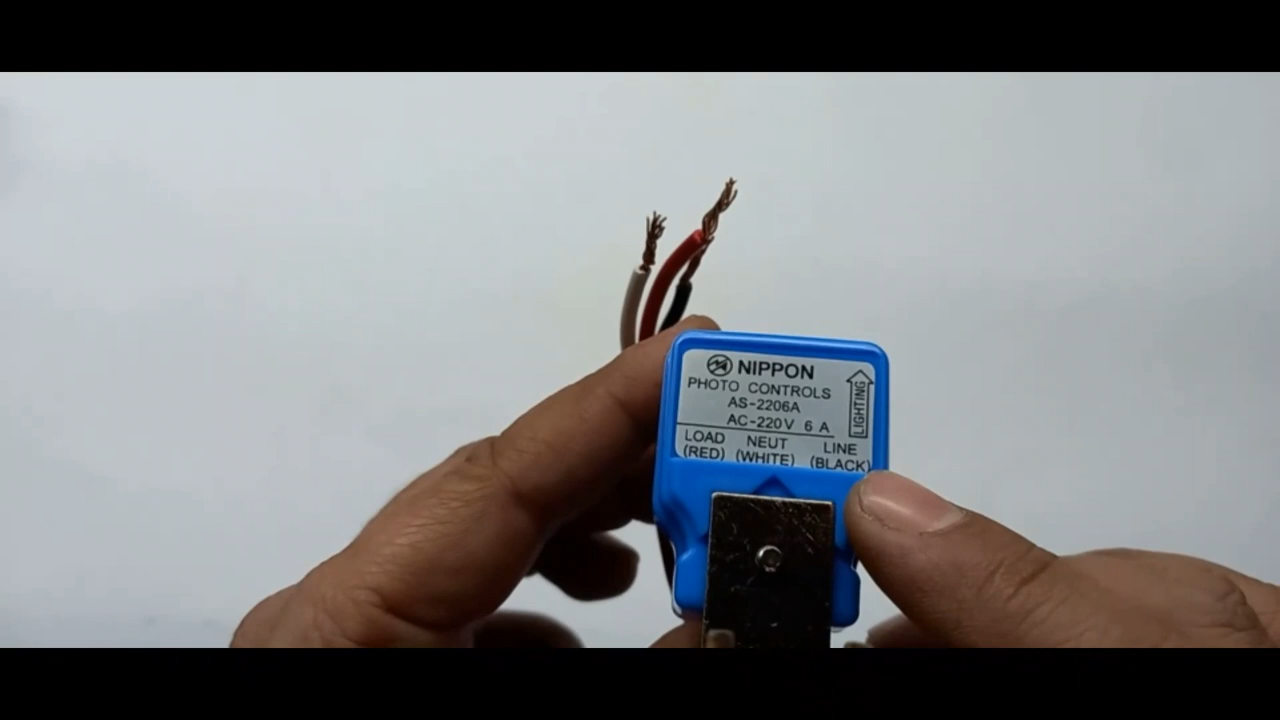 NIPPON
PHOTO CONTROLS
AS-2206A
AC-220V 6 A
LIGHTING
LOAD NEUT LINE
(RED) (WHITE) (BLACK)